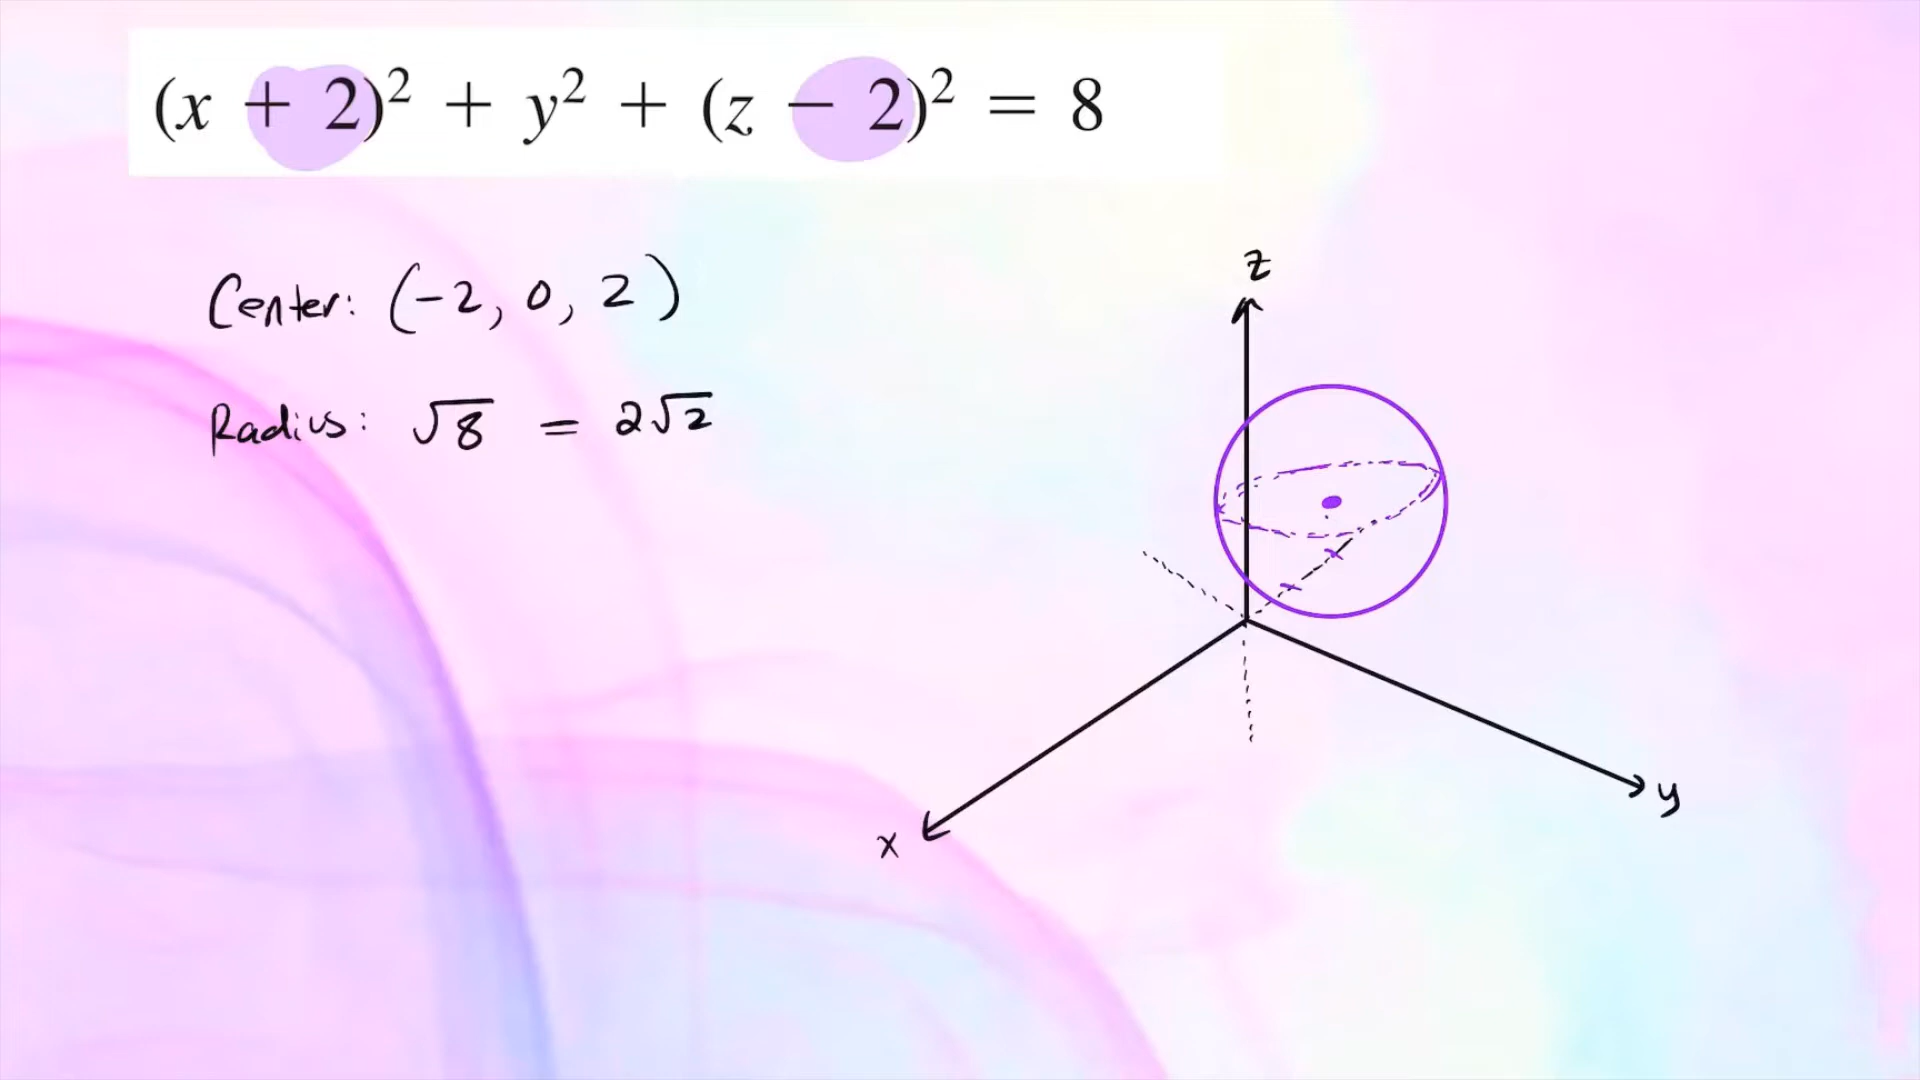 (x + 2)² + y² + (z − 2)² = 8
Center: (-2, 0, 2)
Radius: √8 = 2√2
z
x
y